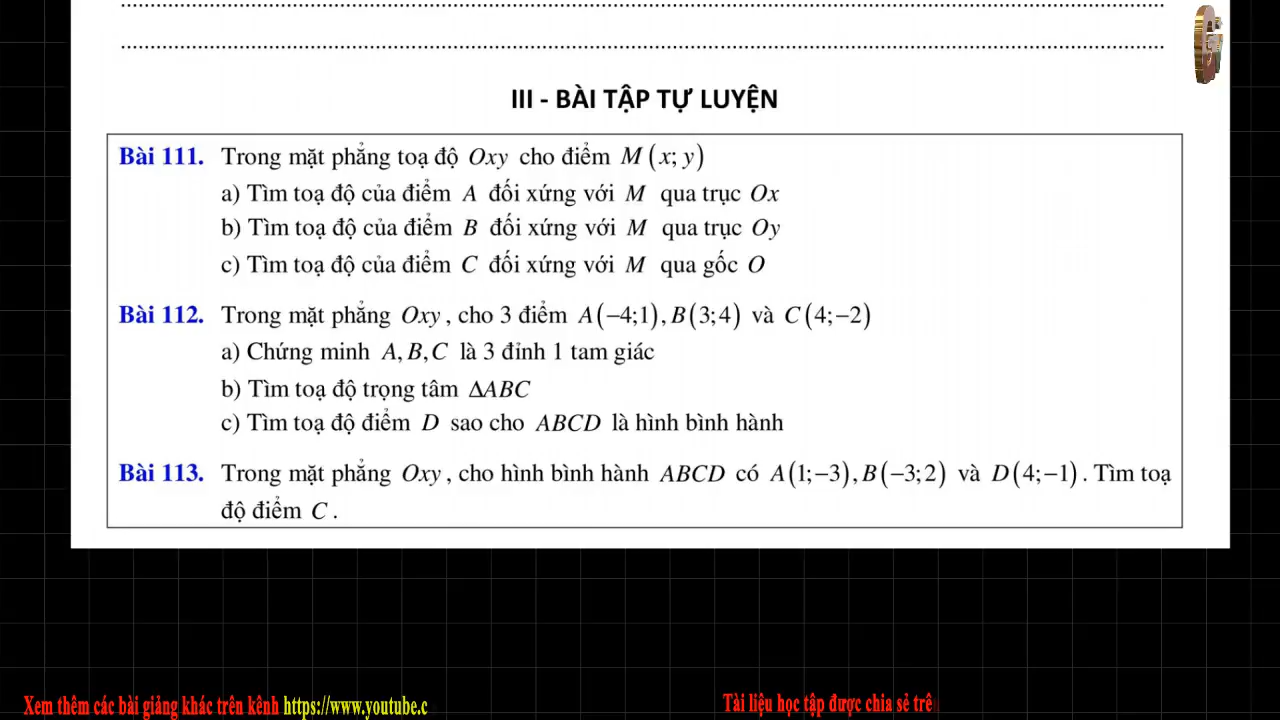 III - BÀI TẬP TỰ LUYỆN
Bài 111. Trong mặt phẳng toạ độ Oxy cho điểm M(x; y)
a) Tìm toạ độ của điểm A đối xứng với M qua trục Ox
b) Tìm toạ độ của điểm B đối xứng với M qua trục Oy
c) Tìm toạ độ của điểm C đối xứng với M qua gốc O
Bài 112. Trong mặt phẳng Oxy, cho 3 điểm A(−4;1), B(3;4) và C(4;−2)
a) Chứng minh A, B, C là 3 đỉnh 1 tam giác
b) Tìm toạ độ trọng tâm ΔABC
c) Tìm toạ độ điểm D sao cho ABCD là hình bình hành
Bài 113. Trong mặt phẳng Oxy, cho hình bình hành ABCD có A(1;−3), B(−3;2) và D(4;−1). Tìm toạ
độ điểm C.
Xem thêm các bài giảng khác trên kênh https://www.youtube.c
Tài liệu học tập được chia sẻ trê